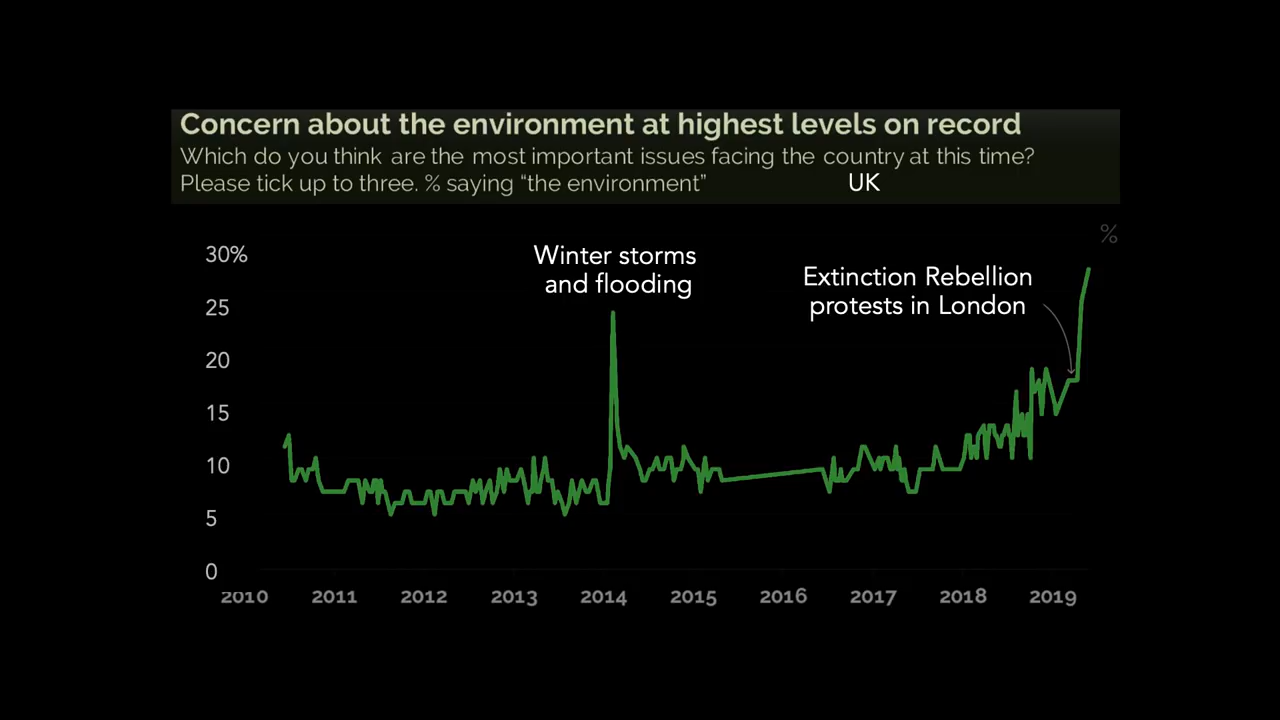 Concern about the environment at highest levels on record
Which do you think are the most important issues facing the country at this time?
Please tick up to three. % saying “the environment”
UK
%
30%
25
20
15
10
5
0
Winter storms
and flooding
Extinction Rebellion
protests in London
2010 2011 2012 2013 2014 2015 2016 2017 2018 2019